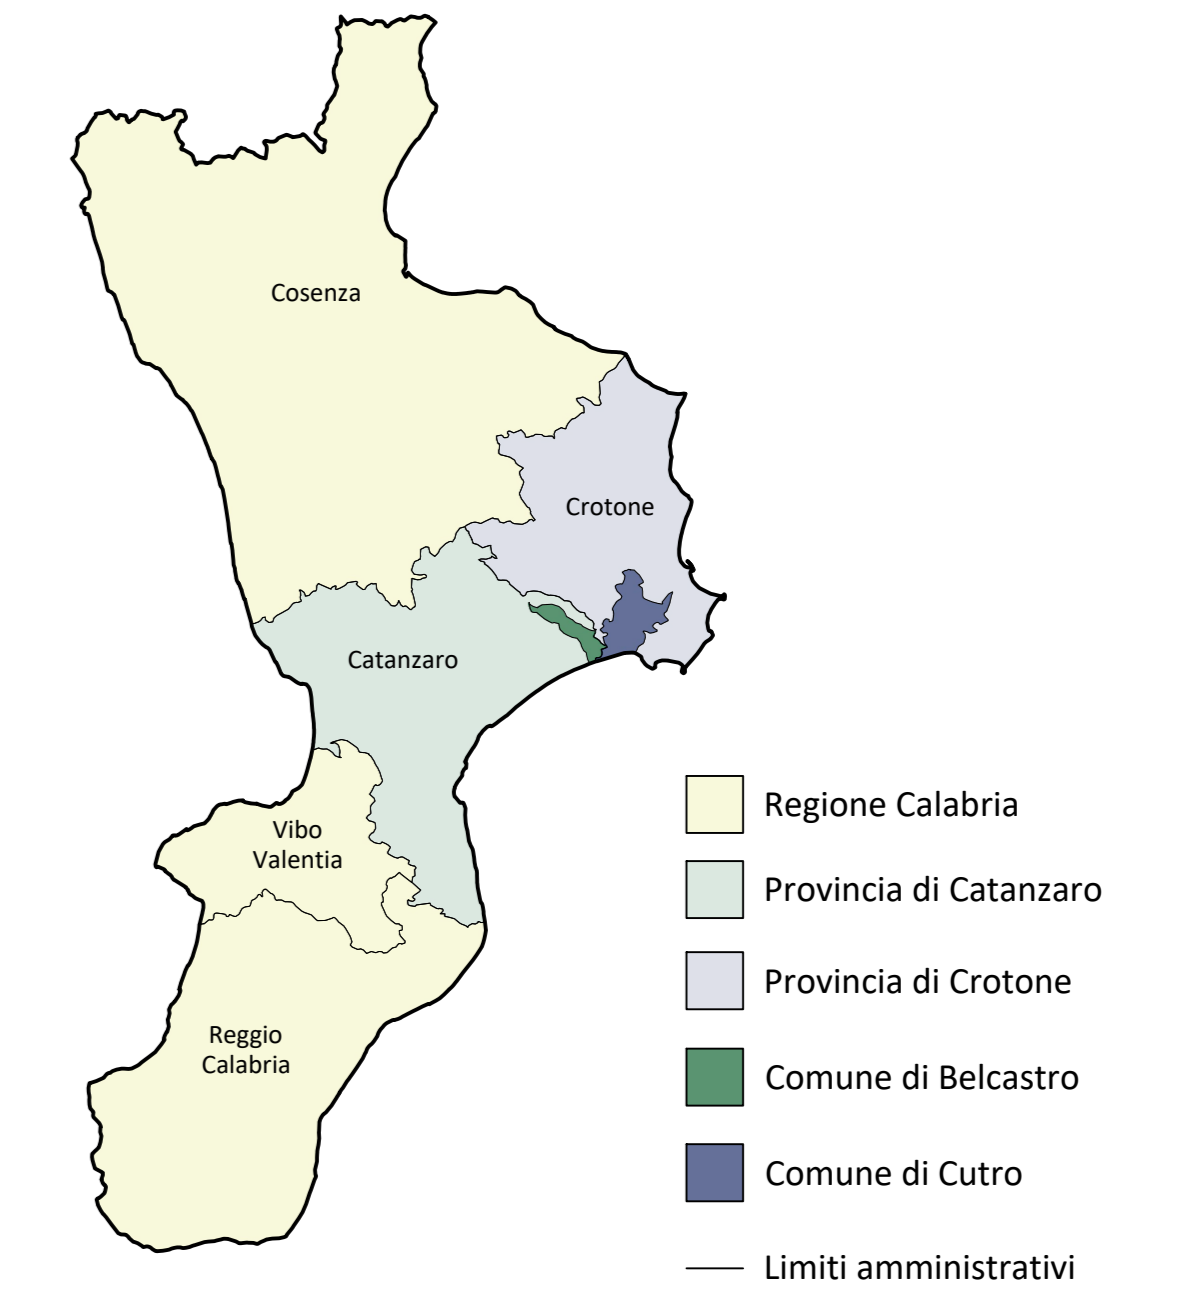 Cosenza
Crotone
Catanzaro
Vibo
Valentia
Reggio
Calabria
Regione Calabria
Provincia di Catanzaro
Provincia di Crotone
Comune di Belcastro
Comune di Cutro
Limiti amministrativi